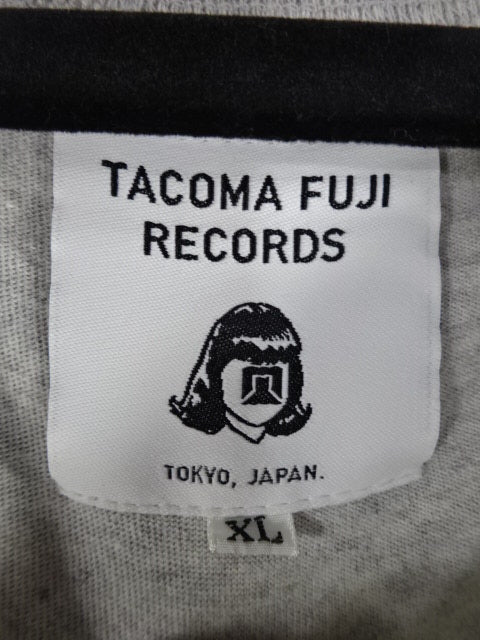 TACOMA FUJI
RECORDS
TOKYO, JAPAN.
XL